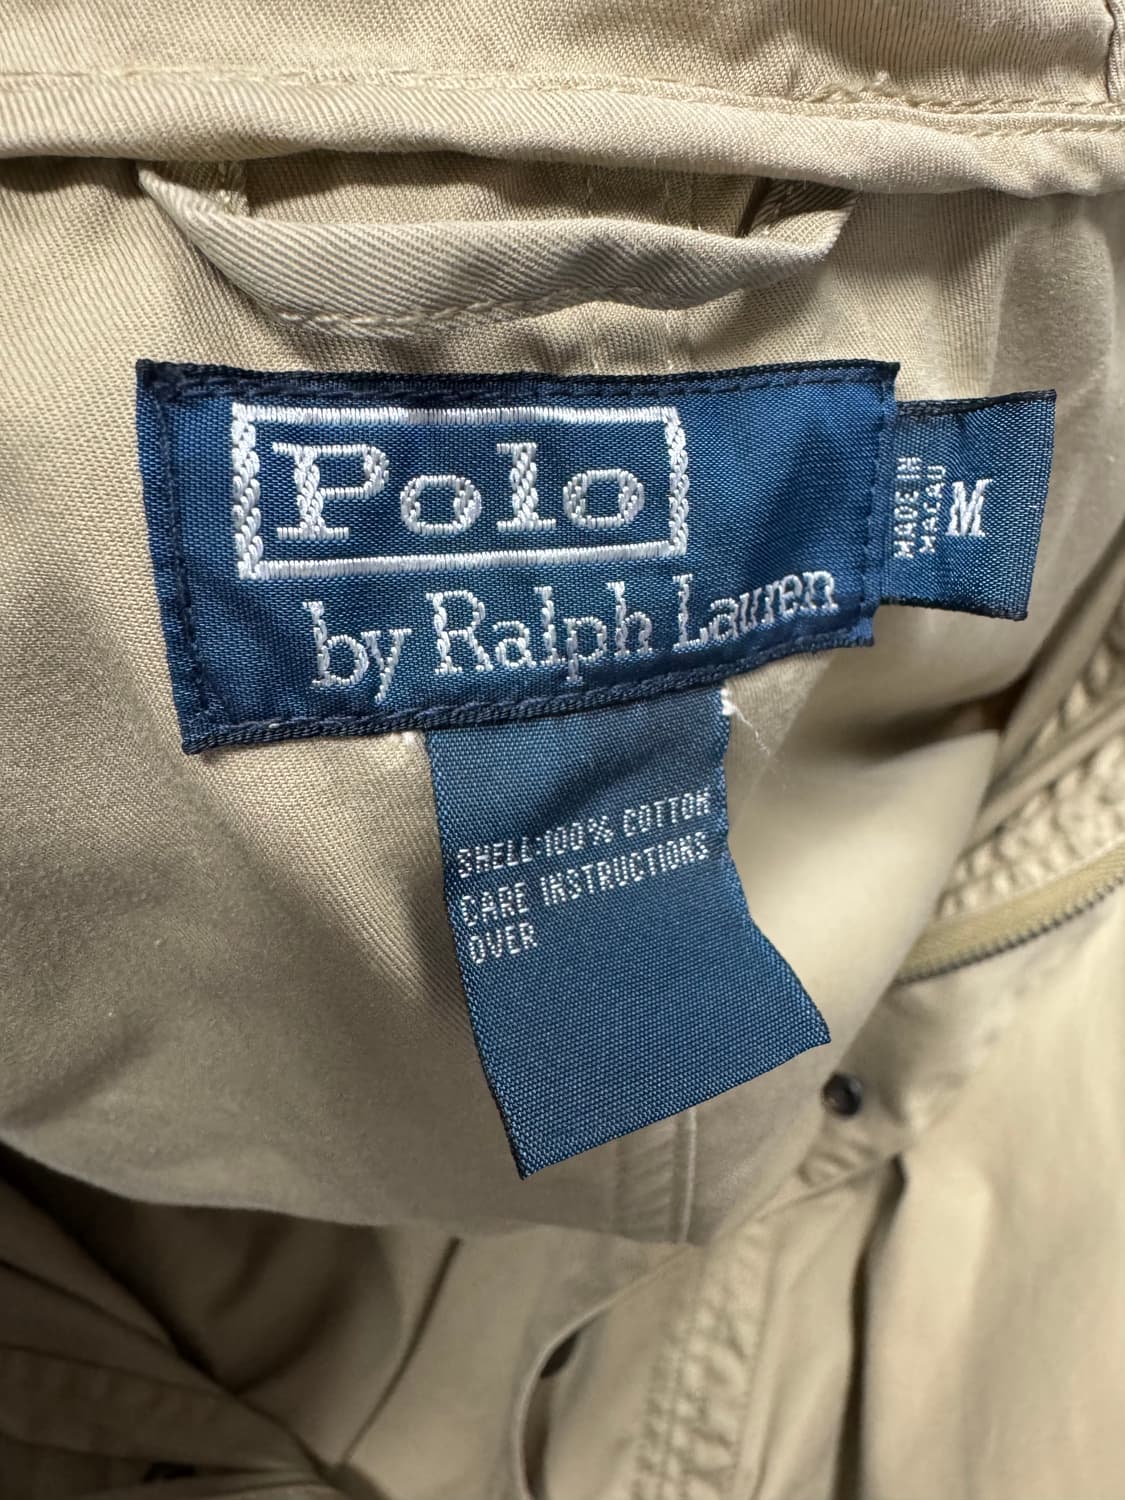 Polo
by Ralph Lauren
MADE IN
MACAU
M
SHELL:100% COTTON
CARE INSTRUCTIONS
OVER